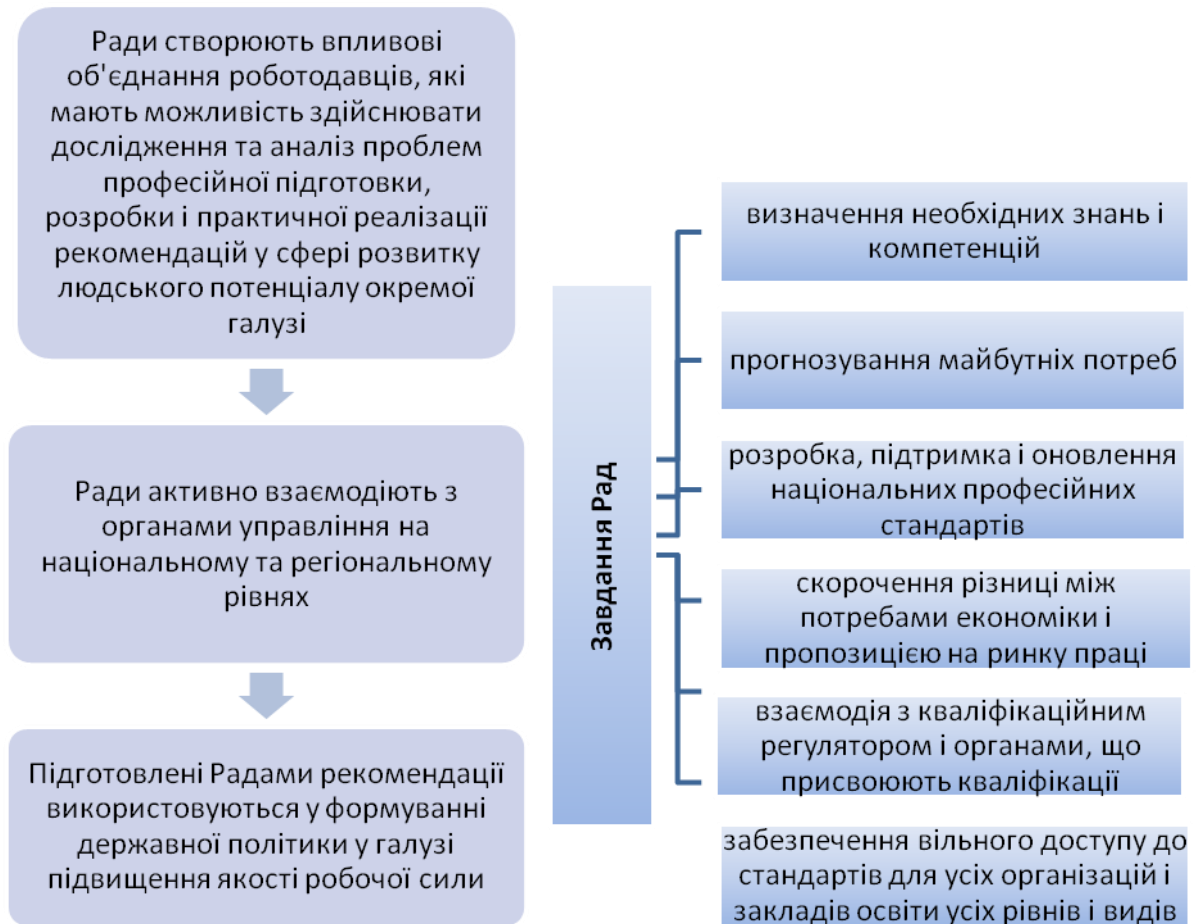 Ради створюють впливові
об'єднання роботодавців, які
мають можливість здійснювати
дослідження та аналіз проблем
професійної підготовки,
розробки і практичної реалізації
рекомендацій у сфері розвитку
людського потенціалу окремої
галузі
Ради активно взаємодіють з
органами управління на
національному та регіональному
рівнях
Підготовлені Радами рекомендації
використовуються у формуванні
державної політики у галузі
підвищення якості робочої сили
Завдання Рад
визначення необхідних знань і
компетенцій
прогнозування майбутніх потреб
розробка, підтримка і оновлення
національних професійних
стандартів
скорочення різниці між
потребами економіки і
пропозицією на ринку праці
взаємодія з кваліфікаційним
регулятором і органами, що
присвоюють кваліфікації
забезпечення вільного доступу до
стандартів для усіх організацій і
закладів освіти усіх рівнів і видів